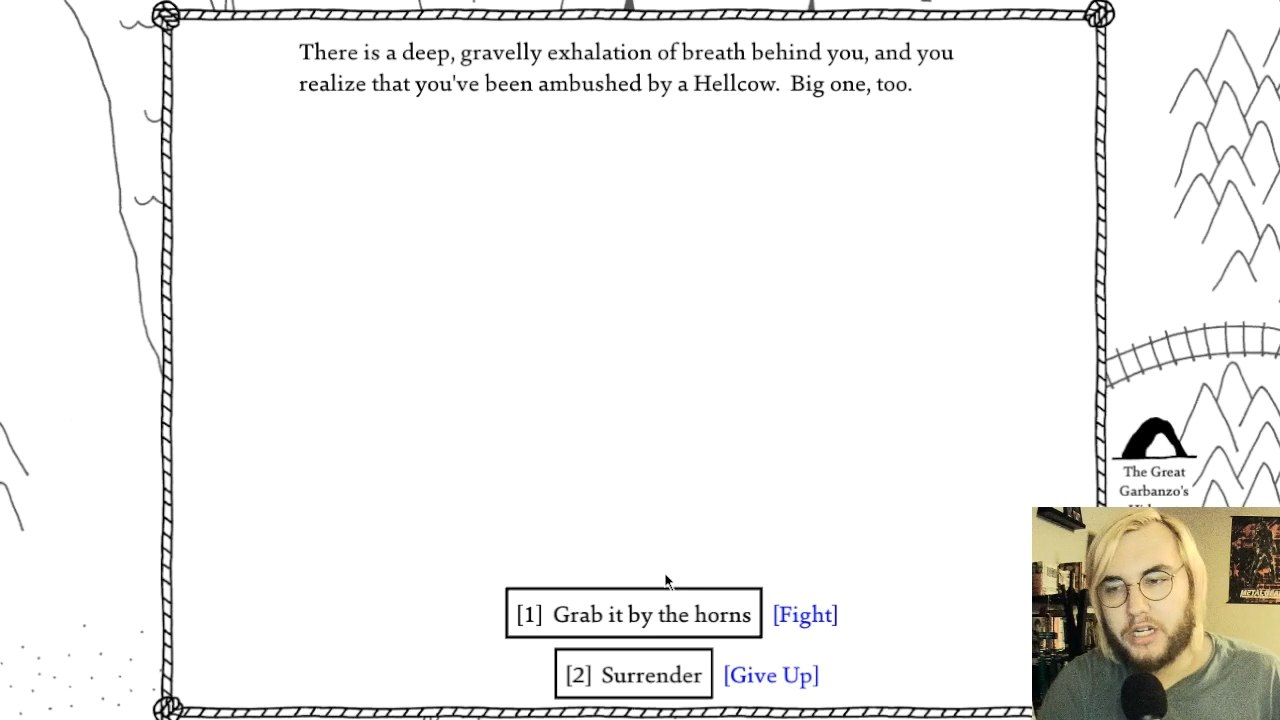 There is a deep, gravelly exhalation of breath behind you, and you
realize that you've been ambushed by a Hellcow.  Big one, too.
The Great
Garbanzo's
[1] Grab it by the horns [Fight]
[2] Surrender [Give Up]